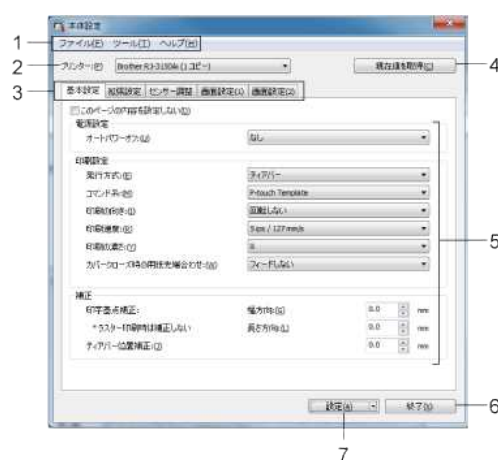 本体設定
1
ファイル(F) ツール(T) ヘルプ(H)
2
プリンター:(P) Brother RJ-3150Ai (1コピー) 現在値を取得(C)
4
3
基本設定 拡張設定 センサー調整 画面設定(1) 画面設定(2)
このページの内容を設定しない(D)
電源設定
オートパワーオフ:(U) なし
印刷設定
発行方式:(E) ティアバー
コマンド系:(M) P-touch Template
印刷の向き:(I) 回転しない
印刷速度:(R) 5 ips / 127 mm/s
5
印刷の濃さ:(Y) 0
カバークローズ時の用紙先端合わせ:(W) フィードしない
補正
印字基点補正: 幅方向:(G) 0.0 mm
*ラスター印刷時は補正しない 長さ方向:(L) 0.0 mm
ティアバー位置補正:(J) 0.0 mm
設定(A) 終了(X)
6
7